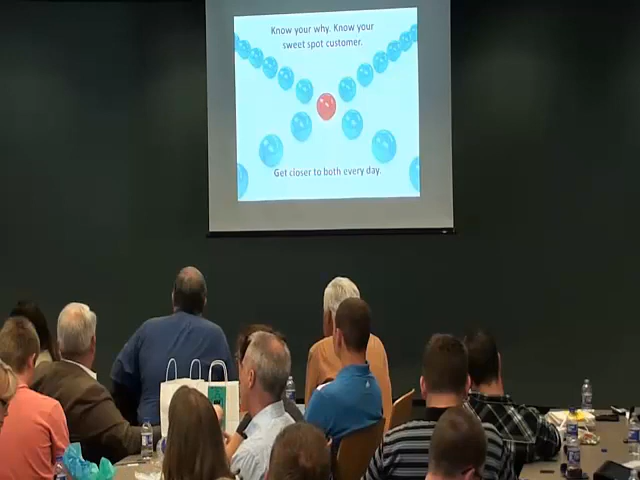 Know your why. Know your
sweet spot customer.
Get closer to both every day.